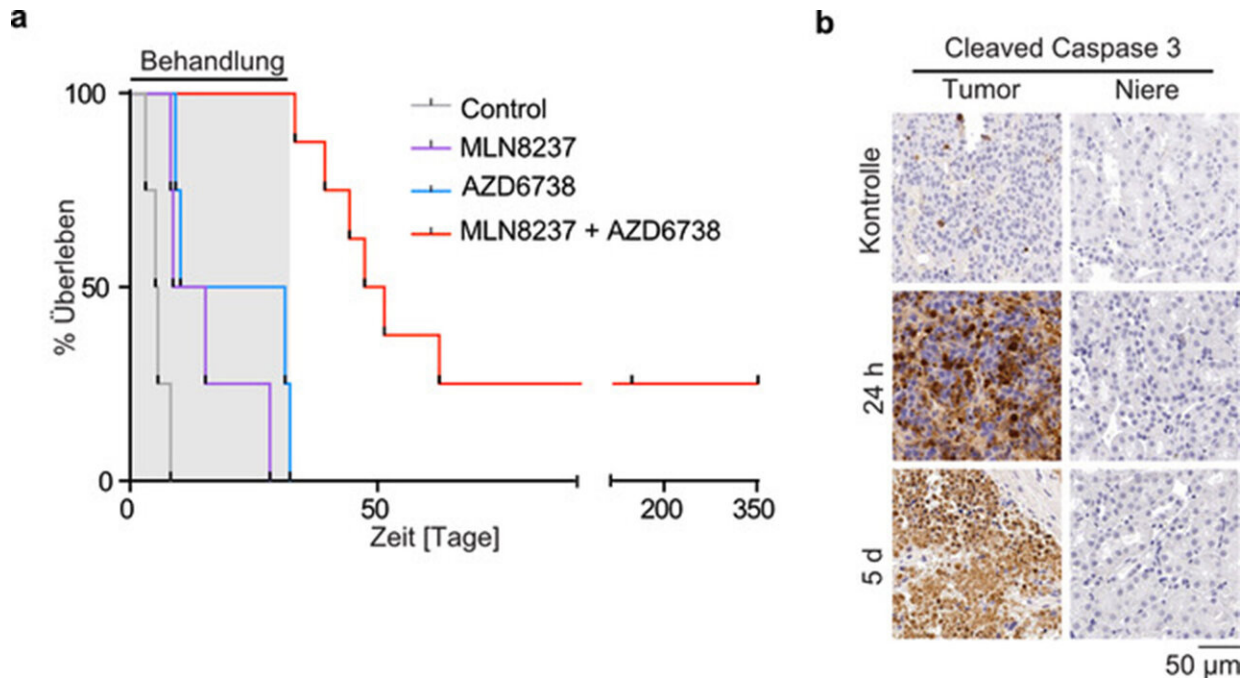 a
Behandlung
100
50
0
% Überleben
Control
MLN8237
AZD6738
MLN8237 + AZD6738
0
50
200
350
Zeit [Tage]
b
Cleaved Caspase 3
Tumor
Niere
Kontrolle
24 h
5 d
50 µm